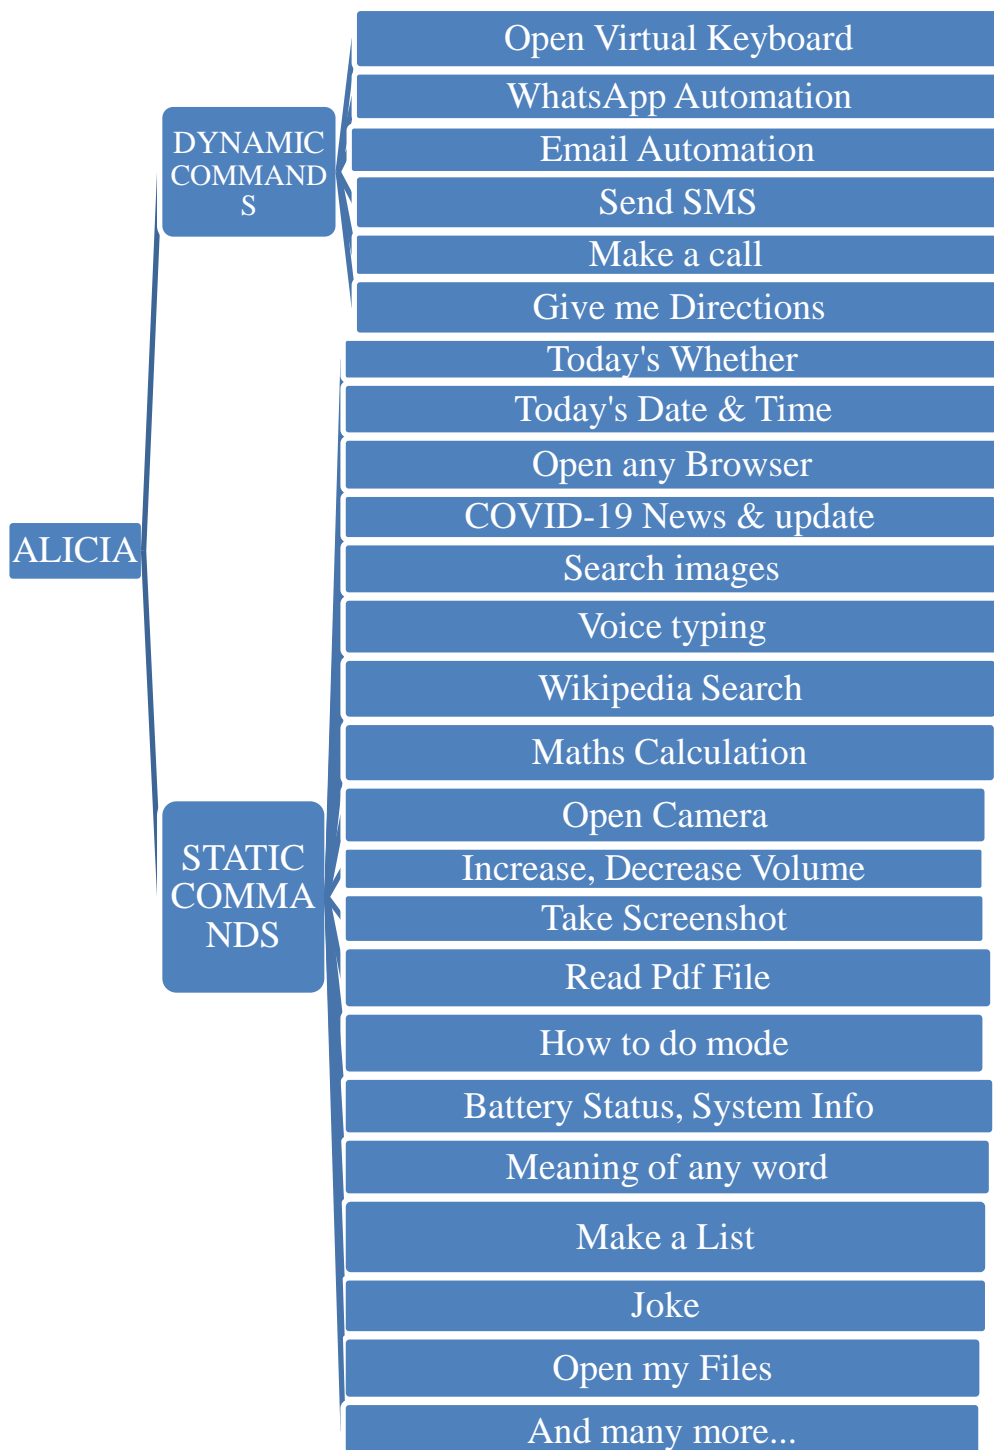 ALICIA
DYNAMIC
COMMAND
S
Open Virtual Keyboard
WhatsApp Automation
Email Automation
Send SMS
Make a call
Give me Directions
STATIC
COMMA
NDS
Today's Whether
Today's Date & Time
Open any Browser
COVID-19 News & update
Search images
Voice typing
Wikipedia Search
Maths Calculation
Open Camera
Increase, Decrease Volume
Take Screenshot
Read Pdf File
How to do mode
Battery Status, System Info
Meaning of any word
Make a List
Joke
Open my Files
And many more...